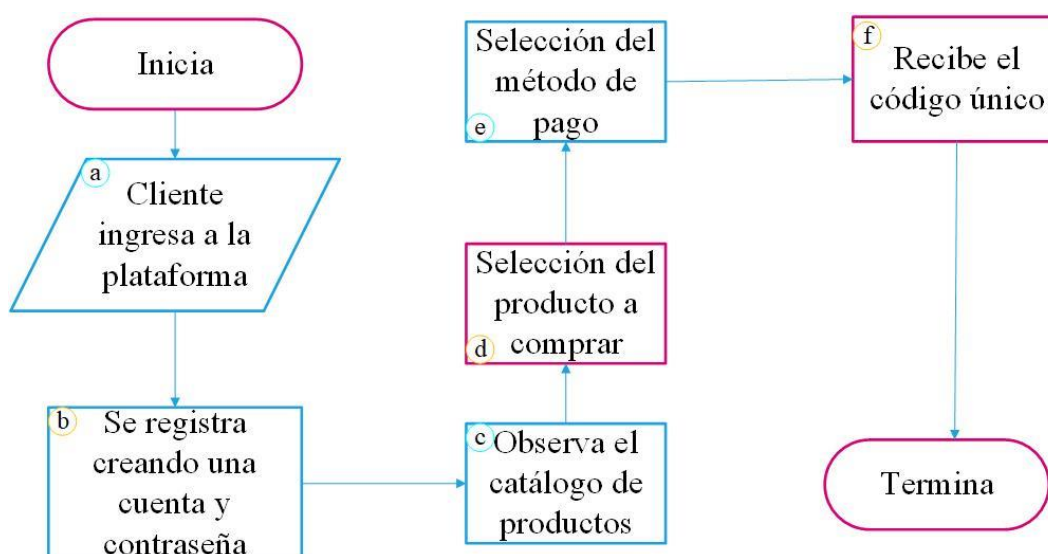 Inicia
a
Cliente
ingresa a la
plataforma
b
Se registra
creando una
cuenta y
contraseña
c
Observa el
catálogo de
productos
d
Selección del
producto a
comprar
e
Selección del
método de
pago
f
Recibe el
código único
Termina